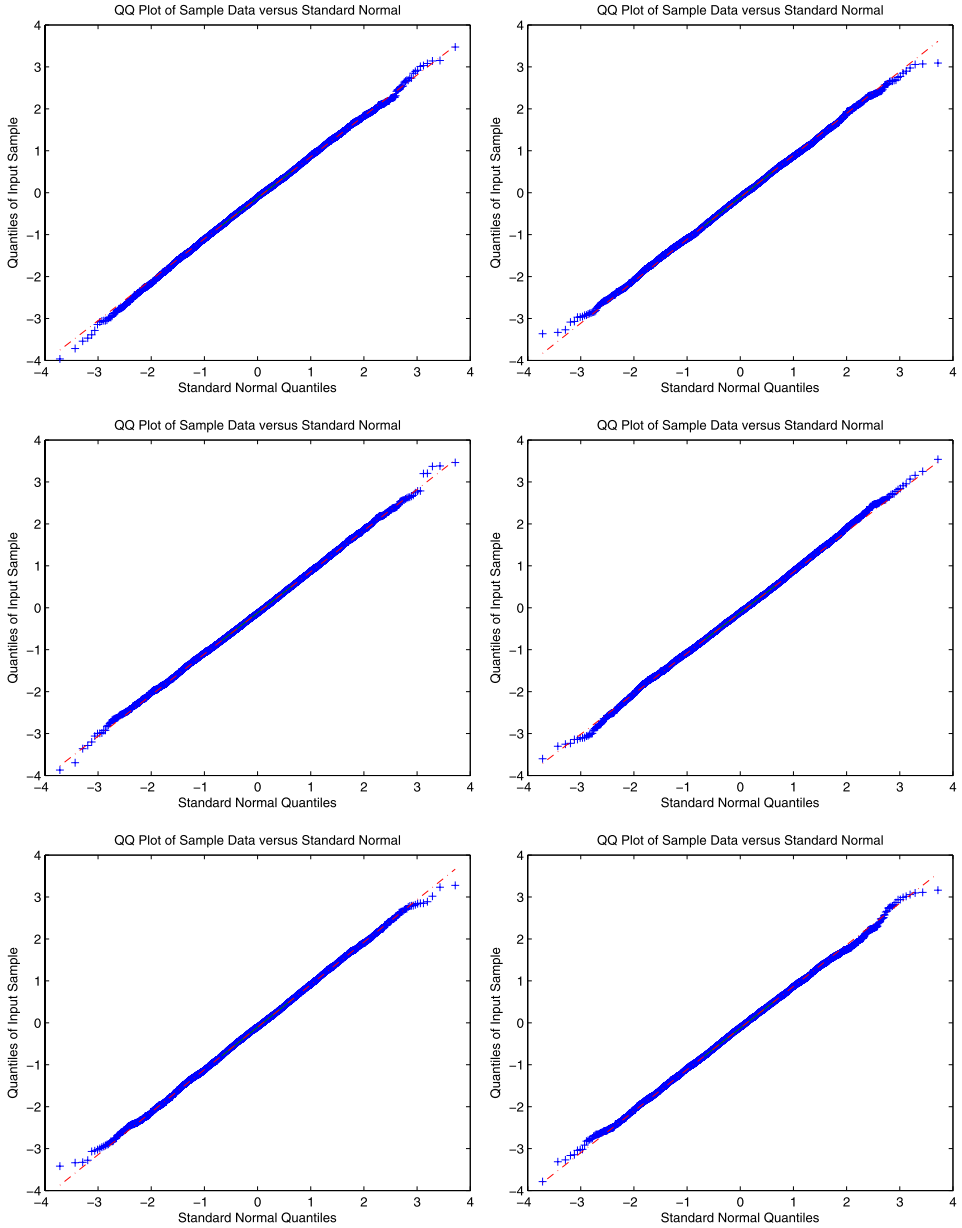 QQ Plot of Sample Data versus Standard Normal
4
3
2
1
0
−1
−2
−3
−4
Quantiles of Input Sample
−4 −3 −2 −1 0 1 2 3 4
Standard Normal Quantiles
QQ Plot of Sample Data versus Standard Normal
4
3
2
1
0
−1
−2
−3
−4
Quantiles of Input Sample
−4 −3 −2 −1 0 1 2 3 4
Standard Normal Quantiles
QQ Plot of Sample Data versus Standard Normal
4
3
2
1
0
−1
−2
−3
−4
Quantiles of Input Sample
−4 −3 −2 −1 0 1 2 3 4
Standard Normal Quantiles
QQ Plot of Sample Data versus Standard Normal
4
3
2
1
0
−1
−2
−3
−4
Quantiles of Input Sample
−4 −3 −2 −1 0 1 2 3 4
Standard Normal Quantiles
QQ Plot of Sample Data versus Standard Normal
4
3
2
1
0
−1
−2
−3
−4
Quantiles of Input Sample
−4 −3 −2 −1 0 1 2 3 4
Standard Normal Quantiles
QQ Plot of Sample Data versus Standard Normal
4
3
2
1
0
−1
−2
−3
−4
Quantiles of Input Sample
−4 −3 −2 −1 0 1 2 3 4
Standard Normal Quantiles